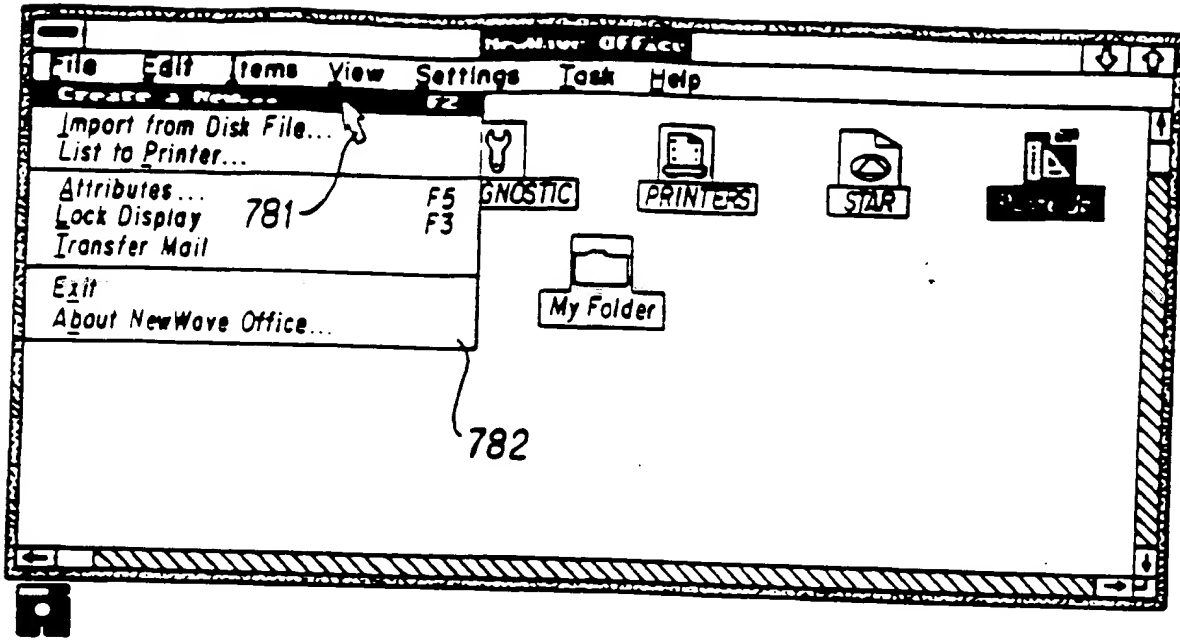 NewWave Office
File Edit Items View Settings Task Help
Create a New... F2
Import from Disk File...
List to Printer...
Attributes... F5
Lock Display F3
Transfer Mail
Exit
About NewWave Office...
781
782
GNOSTIC
PRINTERS
STAR
My Folder